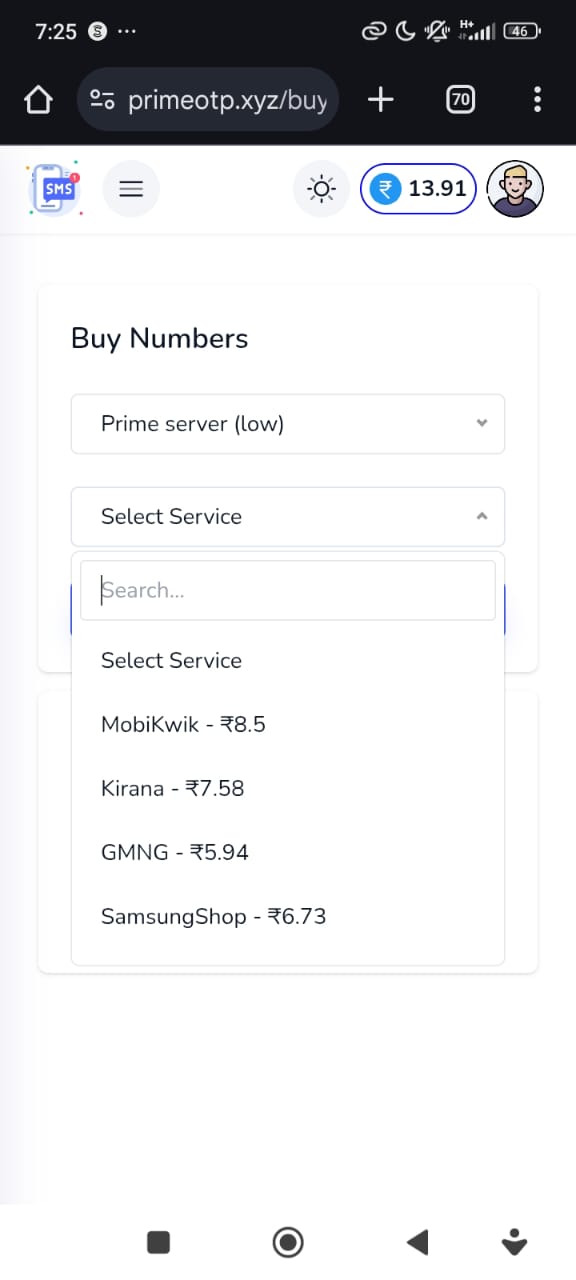 7:25
H+
46
primeotp.xyz/buy
70
SMS
1
₹ 13.91
Buy Numbers
Prime server (low)
Select Service
Search...
Select Service
MobiKwik - ₹8.5
Kirana - ₹7.58
GMNG - ₹5.94
SamsungShop - ₹6.73